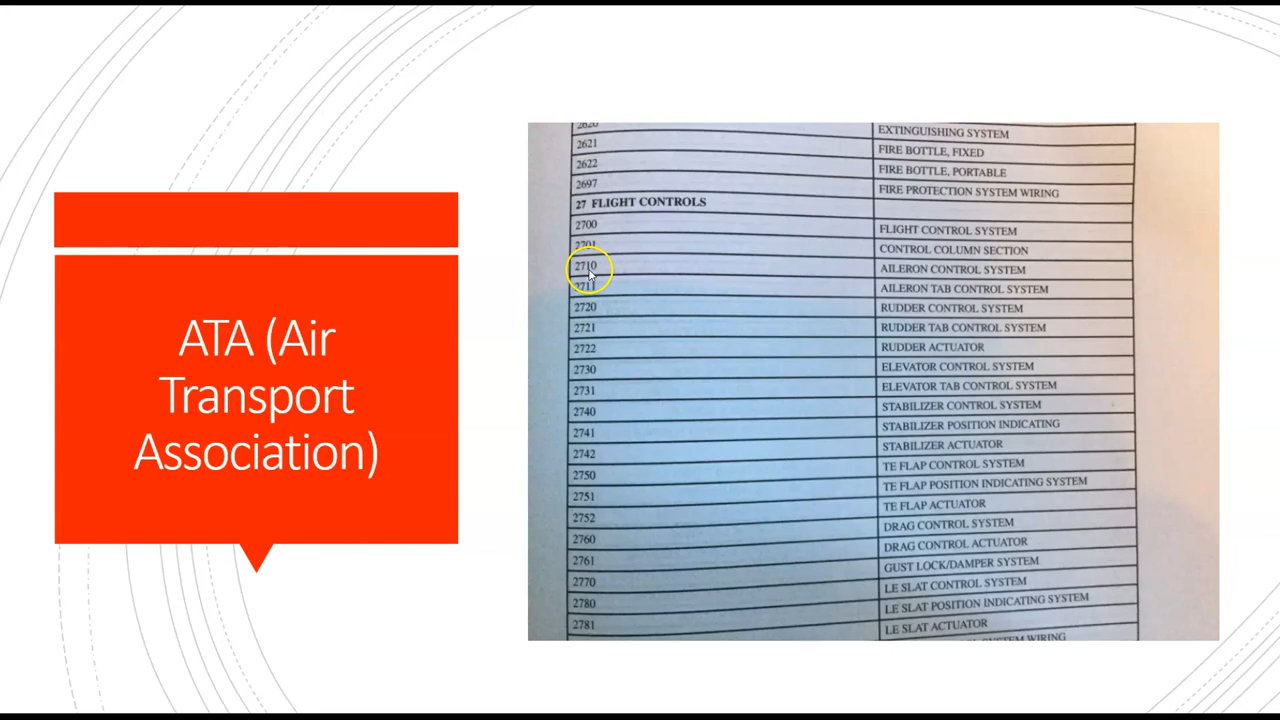 ATA (Air
Transport
Association)
2620 EXTINGUISHING SYSTEM
2621 FIRE BOTTLE, FIXED
2622 FIRE BOTTLE, PORTABLE
2697 FIRE PROTECTION SYSTEM WIRING
27 FLIGHT CONTROLS
2700 FLIGHT CONTROL SYSTEM
2701 CONTROL COLUMN SECTION
2710 AILERON CONTROL SYSTEM
2711 AILERON TAB CONTROL SYSTEM
2720 RUDDER CONTROL SYSTEM
2721 RUDDER TAB CONTROL SYSTEM
2722 RUDDER ACTUATOR
2730 ELEVATOR CONTROL SYSTEM
2731 ELEVATOR TAB CONTROL SYSTEM
2740 STABILIZER CONTROL SYSTEM
2741 STABILIZER POSITION INDICATING
2742 STABILIZER ACTUATOR
2750 TE FLAP CONTROL SYSTEM
2751 TE FLAP POSITION INDICATING SYSTEM
2752 TE FLAP ACTUATOR
2760 DRAG CONTROL SYSTEM
2761 DRAG CONTROL ACTUATOR
2770 GUST LOCK/DAMPER SYSTEM
2780 LE SLAT CONTROL SYSTEM
2781 LE SLAT POSITION INDICATING SYSTEM
LE SLAT ACTUATOR
SYSTEM WIRING